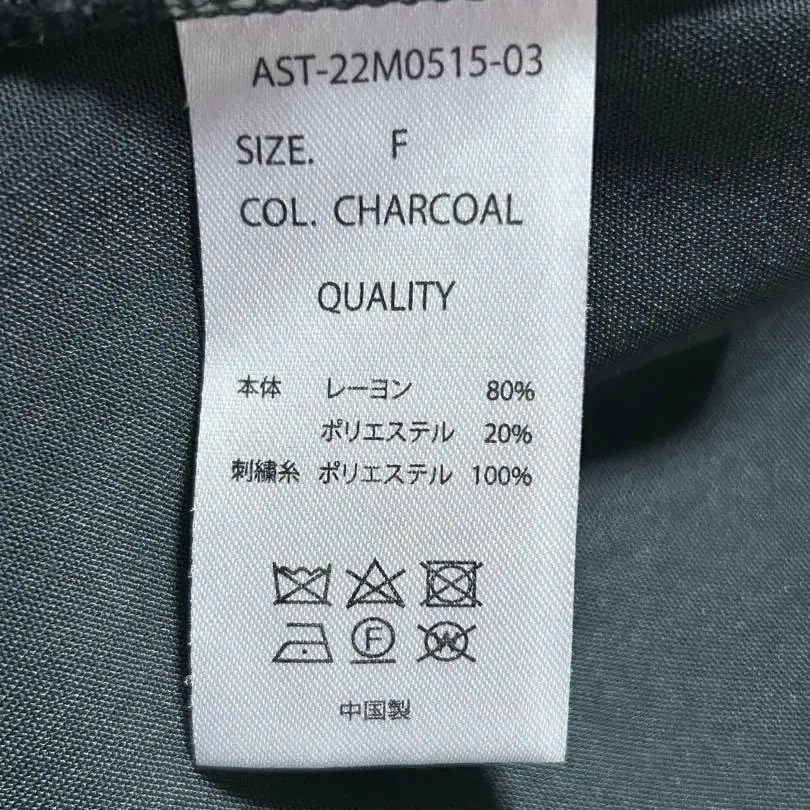 AST-22M0515-03
SIZE. F
COL. CHARCOAL
QUALITY
本体 レーヨン 80%
ポリエステル 20%
刺繍糸 ポリエステル 100%
F W
中国製